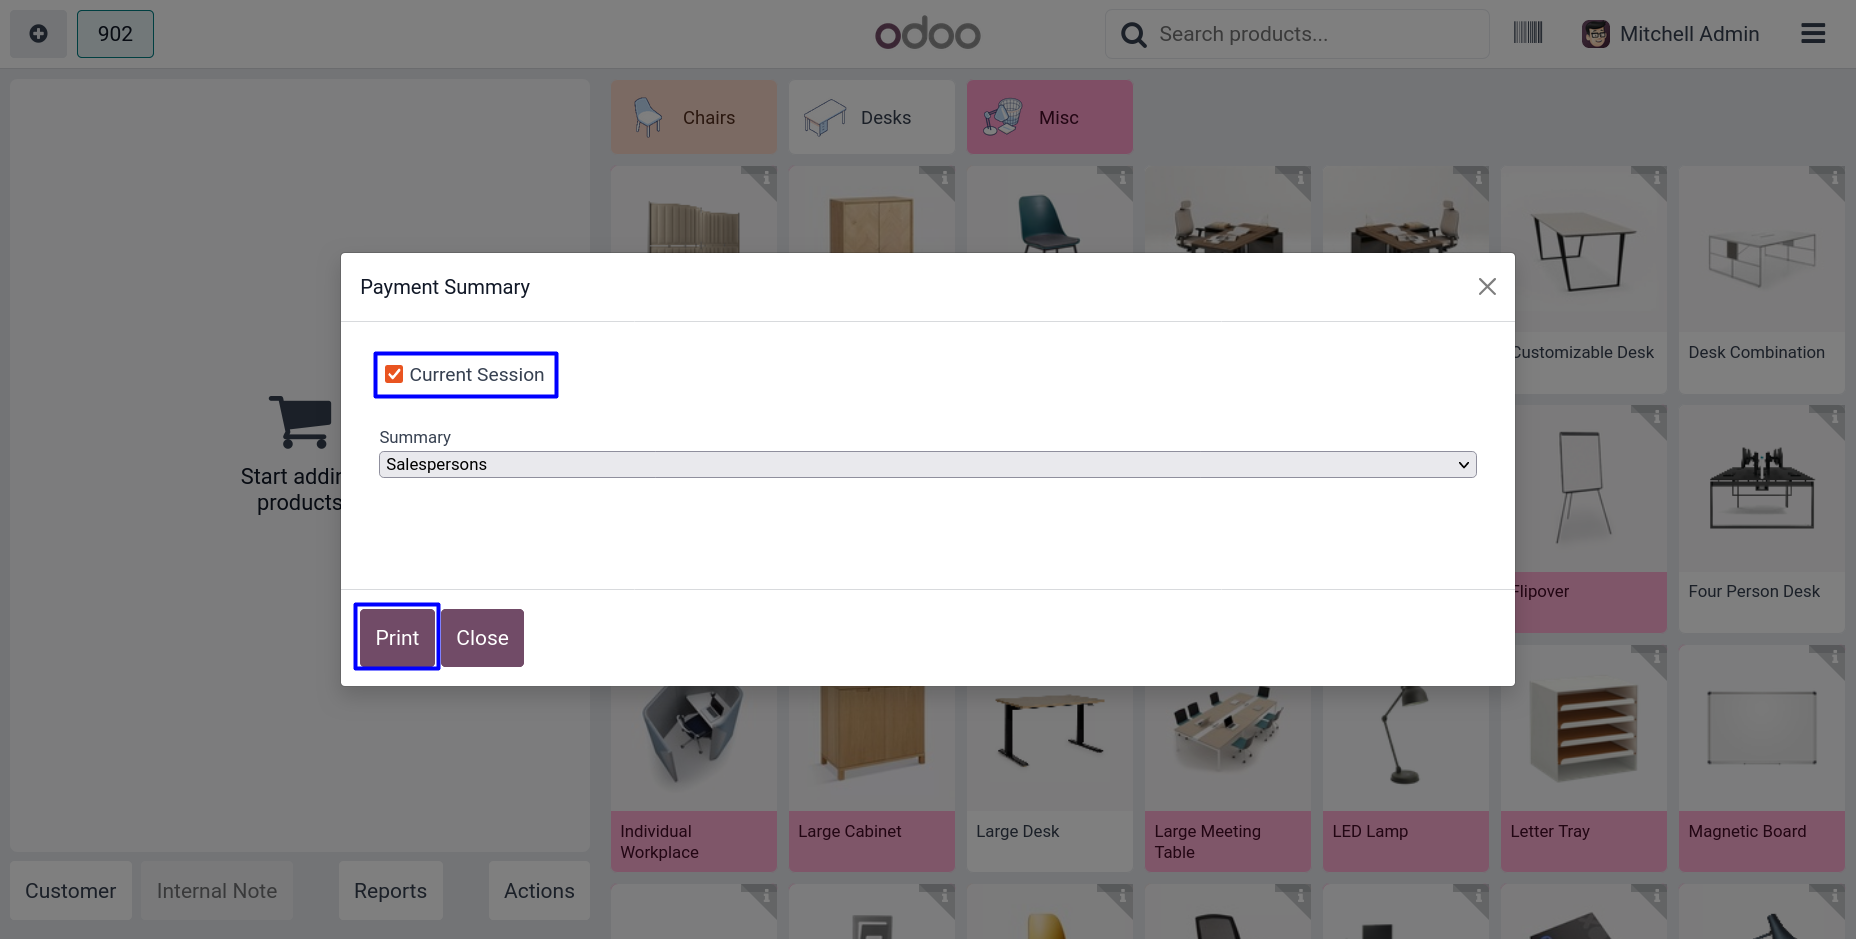 902
odoo
Search products...
Mitchell Admin
Chairs
Desks
Misc
Payment Summary
Current Session
Summary
Salespersons
Print
Close
Customizable Desk
Desk Combination
products
Flipover
Four Person Desk
Individual
Workplace
Large Cabinet
Large Desk
Large Meeting
Table
LED Lamp
Letter Tray
Magnetic Board
Start addin
Customer
Internal Note
Reports
Actions